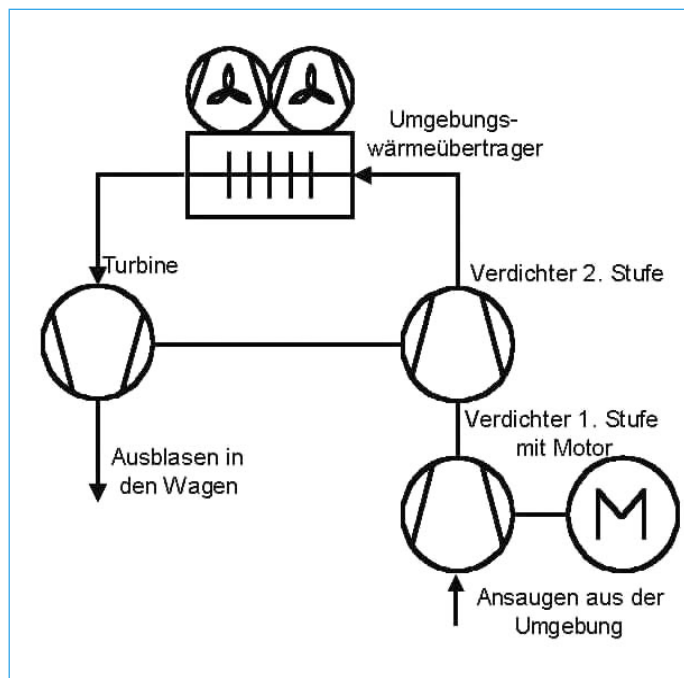 Umgebungs-
wärmeübertrager
Turbine
Verdichter 2. Stufe
Verdichter 1. Stufe
mit Motor
Ausblasen in
den Wagen
M
Ansaugen aus der
Umgebung